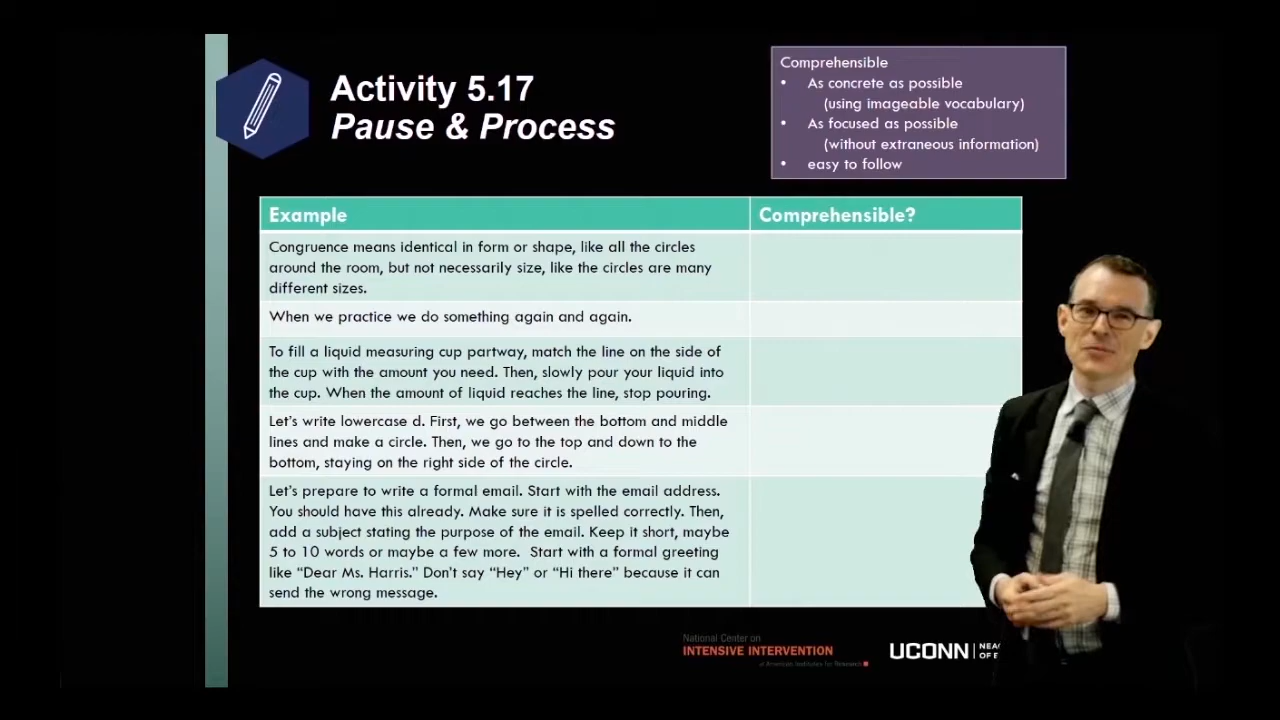 Activity 5.17
Pause & Process
Comprehensible
• As concrete as possible
(using imageable vocabulary)
• As focused as possible
(without extraneous information)
• easy to follow
Example
Comprehensible?
Congruence means identical in form or shape, like all the circles
around the room, but not necessarily size, like the circles are many
different sizes.
When we practice we do something again and again.
To fill a liquid measuring cup partway, match the line on the side of
the cup with the amount you need. Then, slowly pour your liquid into
the cup. When the amount of liquid reaches the line, stop pouring.
Let's write lowercase d. First, we go between the bottom and middle
lines and make a circle. Then, we go to the top and down to the
bottom, staying on the right side of the circle.
Let's prepare to write a formal email. Start with the email address.
You should have this already. Make sure it is spelled correctly. Then,
add a subject stating the purpose of the email. Keep it short, maybe
5 to 10 words or maybe a few more. Start with a formal greeting
like "Dear Ms. Harris." Don't say "Hey" or "Hi there" because it can
send the wrong message.
National Center on
INTENSIVE INTERVENTION
at American Institutes for Research
UCONN
NEAG
OF E